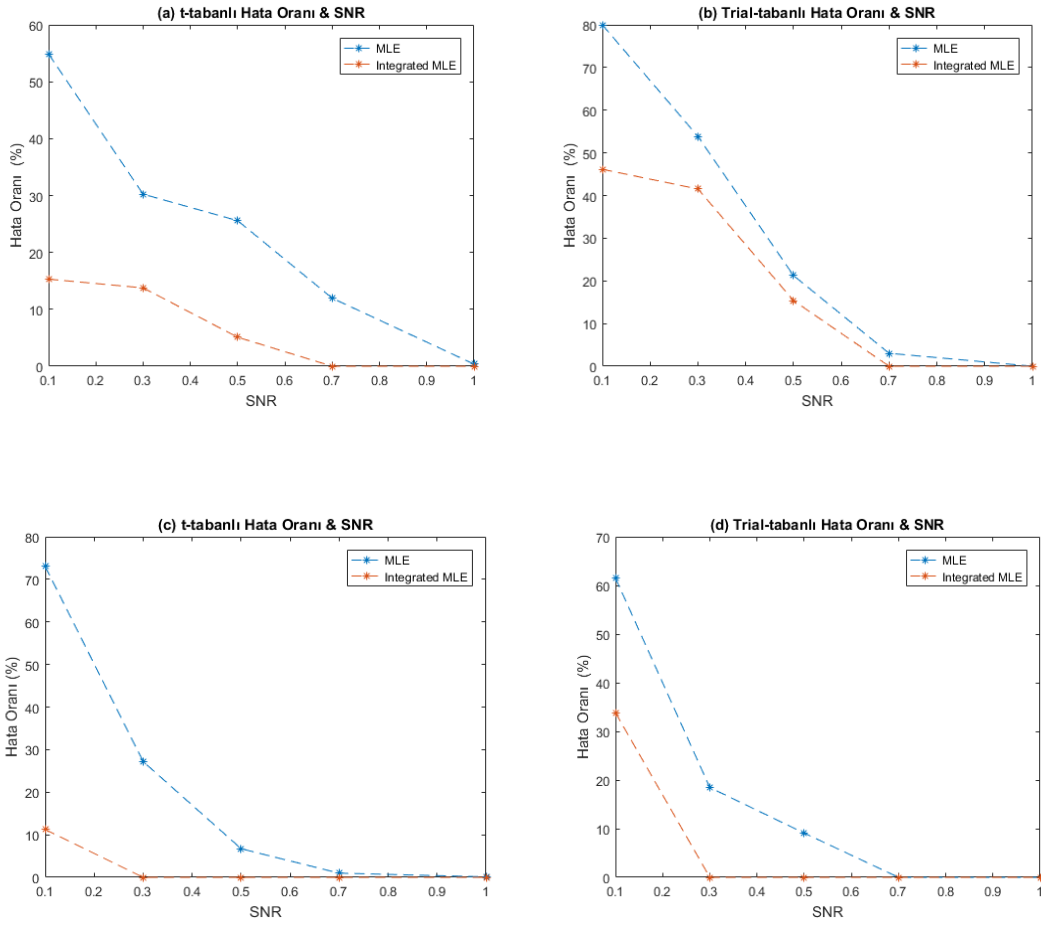 (a) t-tabanlı Hata Oranı & SNR
60
50
40
30
20
10
0
Hata Oranı (%)
MLE
Integrated MLE
0.1 0.2 0.3 0.4 0.5 0.6 0.7 0.8 0.9 1
SNR
(b) Trial-tabanlı Hata Oranı & SNR
80
70
60
50
40
30
20
10
0
Hata Oranı (%)
MLE
Integrated MLE
0.1 0.2 0.3 0.4 0.5 0.6 0.7 0.8 0.9 1
SNR
(c) t-tabanlı Hata Oranı & SNR
80
70
60
50
40
30
20
10
0
Hata Oranı (%)
MLE
Integrated MLE
0.1 0.2 0.3 0.4 0.5 0.6 0.7 0.8 0.9 1
SNR
(d) Trial-tabanlı Hata Oranı & SNR
70
60
50
40
30
20
10
0
Hata Oranı (%)
MLE
Integrated MLE
0.1 0.2 0.3 0.4 0.5 0.6 0.7 0.8 0.9 1
SNR